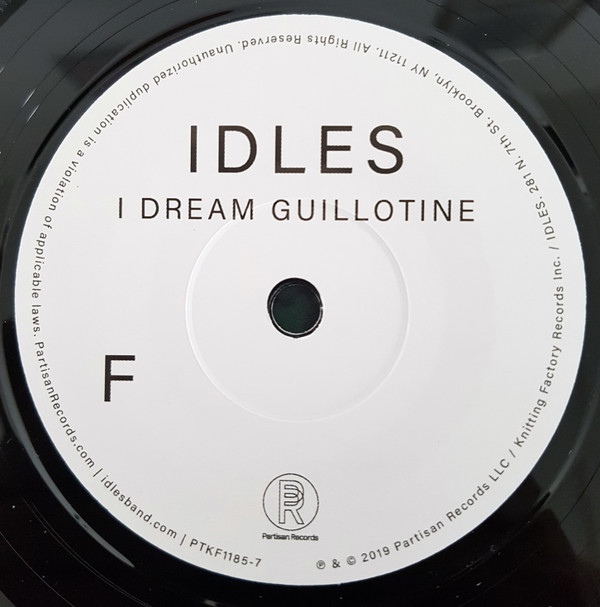 IDLES
I DREAM GUILLOTINE
F
PR
Partisan Records
℗ & © 2019 Partisan Records LLC / Knitting Factory Records Inc. / IDLES. 281 N. 7th St. Brooklyn, NY 11211. All Rights Reserved. Unauthorized duplication is a violation of applicable laws. PartisanRecords.com | idlesband.com / PTKF1185-7